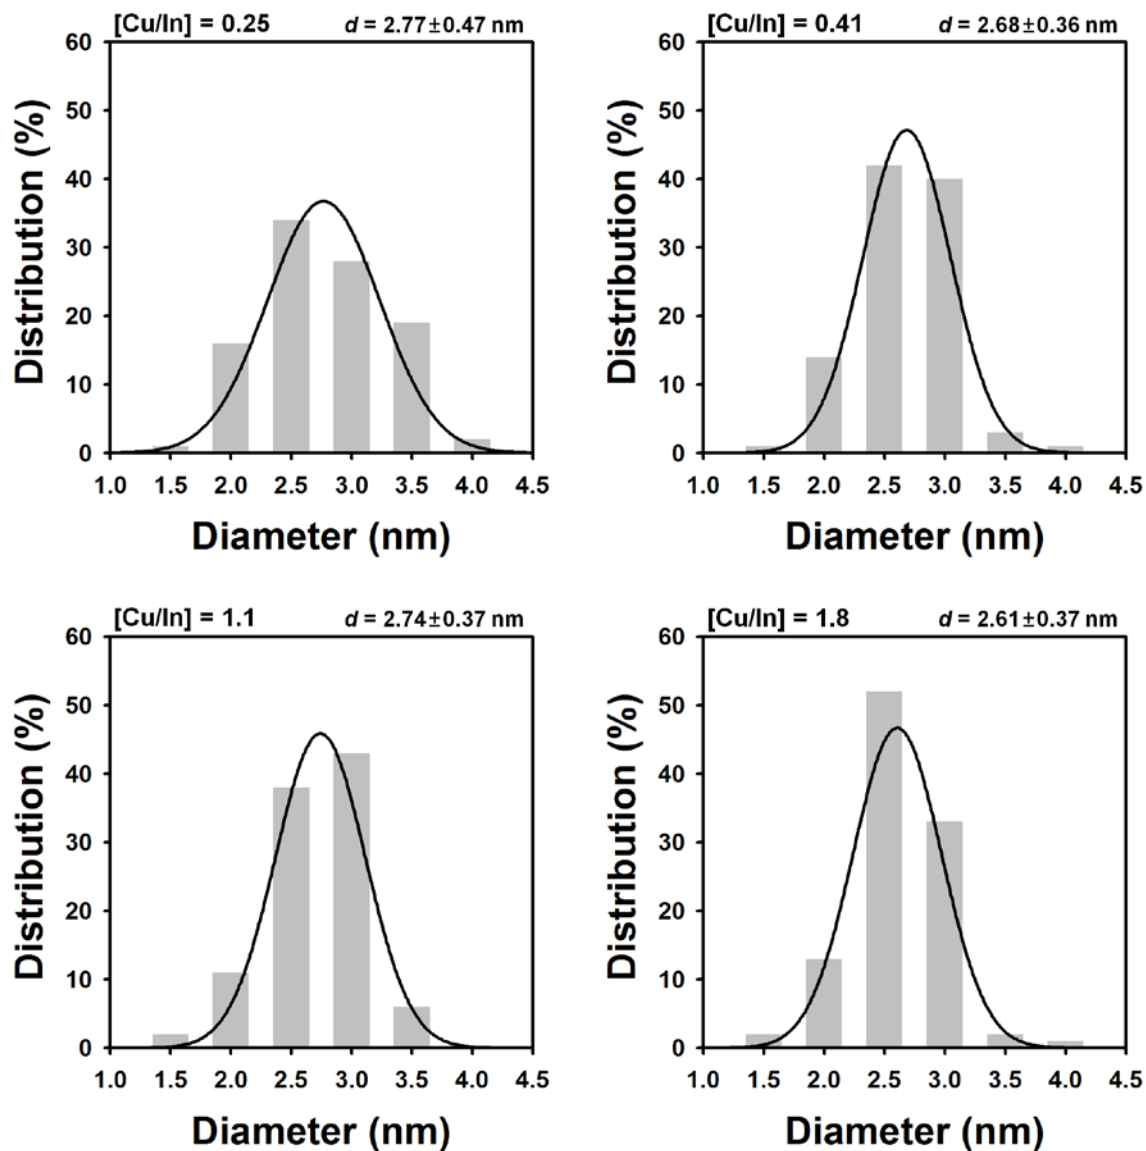 [Cu/In] = 0.25 d = 2.77±0.47 nm
60
50
40
30
20
10
0
Distribution (%)
1.0 1.5 2.0 2.5 3.0 3.5 4.0 4.5
Diameter (nm)
[Cu/In] = 0.41 d = 2.68±0.36 nm
60
50
40
30
20
10
0
Distribution (%)
1.0 1.5 2.0 2.5 3.0 3.5 4.0 4.5
Diameter (nm)
[Cu/In] = 1.1 d = 2.74±0.37 nm
60
50
40
30
20
10
0
Distribution (%)
1.0 1.5 2.0 2.5 3.0 3.5 4.0 4.5
Diameter (nm)
[Cu/In] = 1.8 d = 2.61±0.37 nm
60
50
40
30
20
10
0
Distribution (%)
1.0 1.5 2.0 2.5 3.0 3.5 4.0 4.5
Diameter (nm)